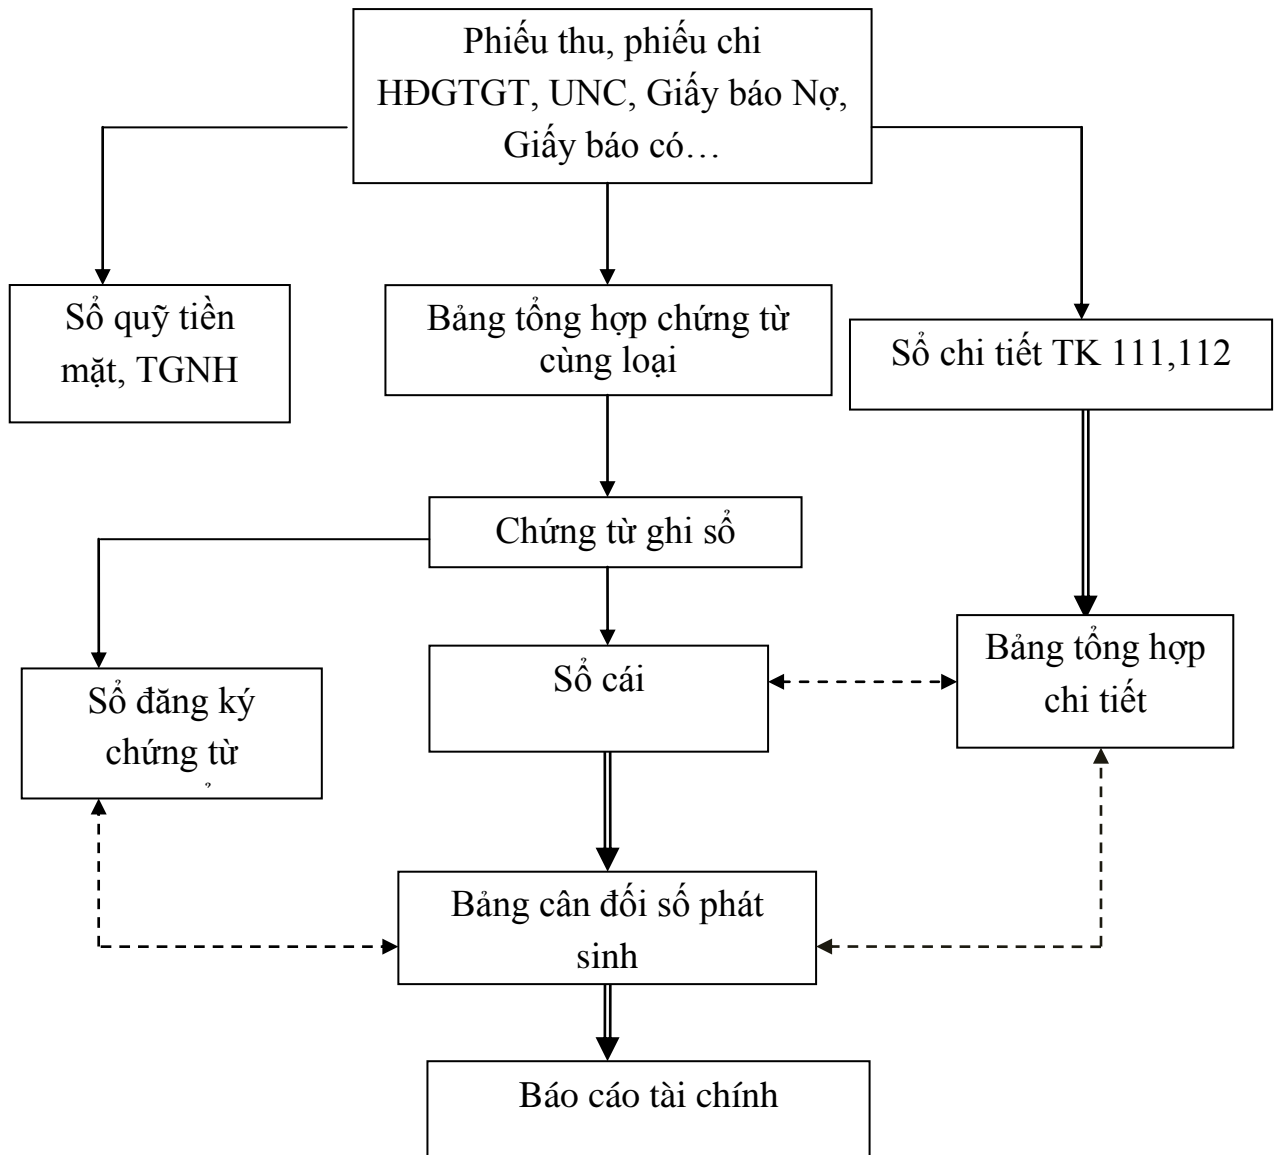 Phiếu thu, phiếu chi
HĐGTGT, UNC, Giấy báo Nợ,
Giấy báo có…
Sổ quỹ tiền
mặt, TGNH
Bảng tổng hợp chứng từ
cùng loại
Sổ chi tiết TK 111,112
Chứng từ ghi sổ
Sổ cái
Bảng tổng hợp
chi tiết
Sổ đăng ký
chứng từ
Bảng cân đối số phát
sinh
Báo cáo tài chính